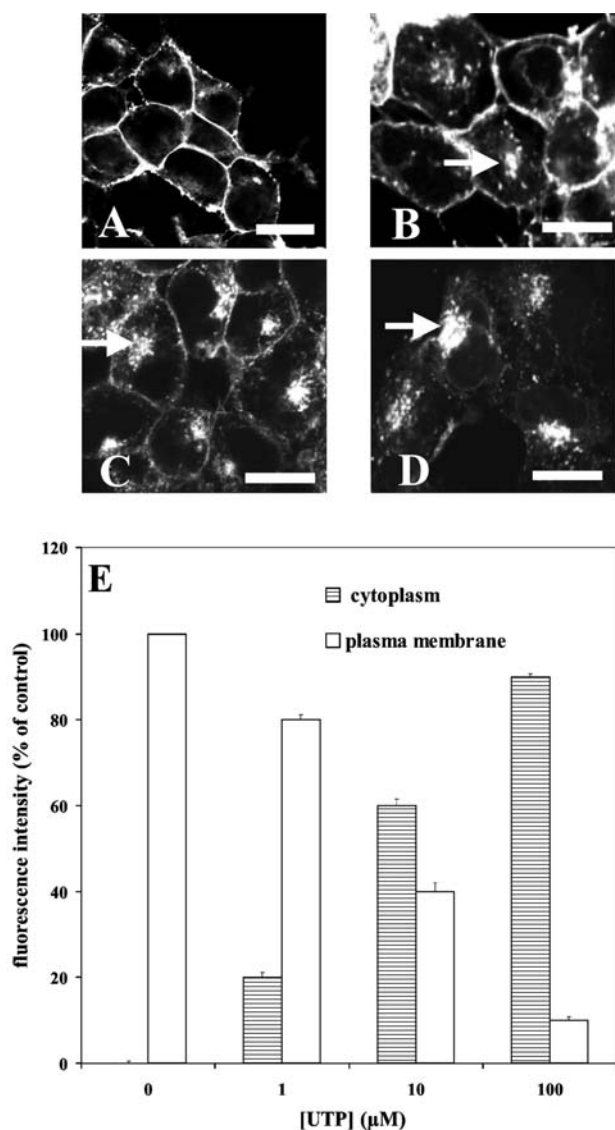 A
B
C
D
E
120
100
80
60
40
20
0
fluorescence intensity (% of control)
cytoplasm
plasma membrane
0 1 10 100
[UTP] (µM)